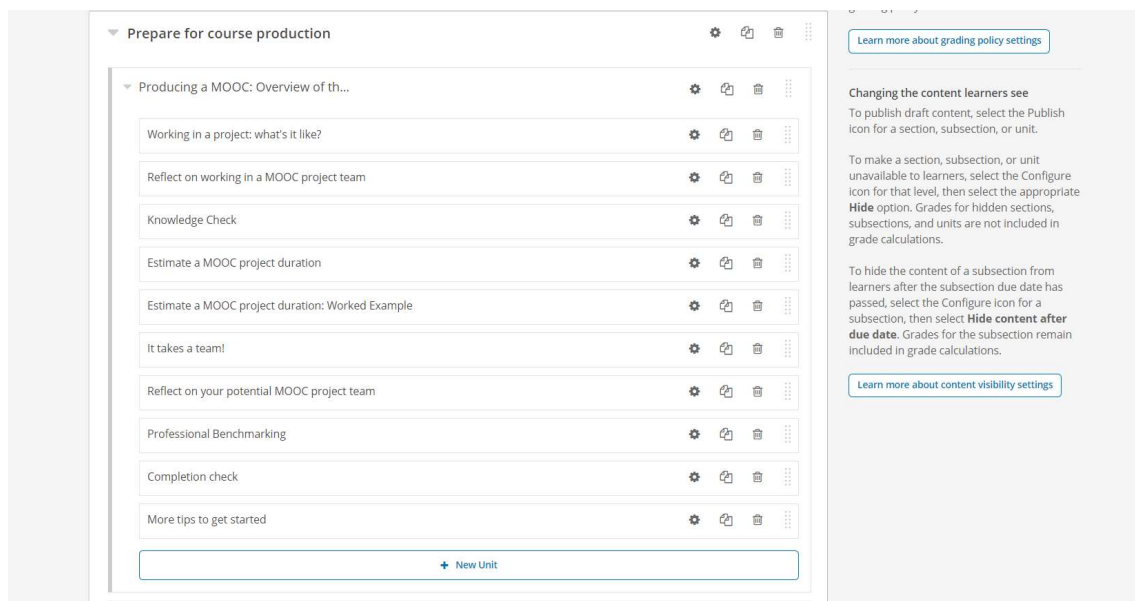 Prepare for course production
Producing a MOOC: Overview of th...
Working in a project: what's it like?
Reflect on working in a MOOC project team
Knowledge Check
Estimate a MOOC project duration
Estimate a MOOC project duration: Worked Example
It takes a team!
Reflect on your potential MOOC project team
Professional Benchmarking
Completion check
More tips to get started
+ New Unit
Learn more about grading policy settings
Changing the content learners see
To publish draft content, select the Publish
icon for a section, subsection, or unit.
To make a section, subsection, or unit
unavailable to learners, select the Configure
icon for that level, then select the appropriate
Hide option. Grades for hidden sections,
subsections, and units are not included in
grade calculations.
To hide the content of a subsection from
learners after the subsection due date has
passed, select the Configure icon for a
subsection, then select Hide content after
due date. Grades for the subsection remain
included in grade calculations.
Learn more about content visibility settings